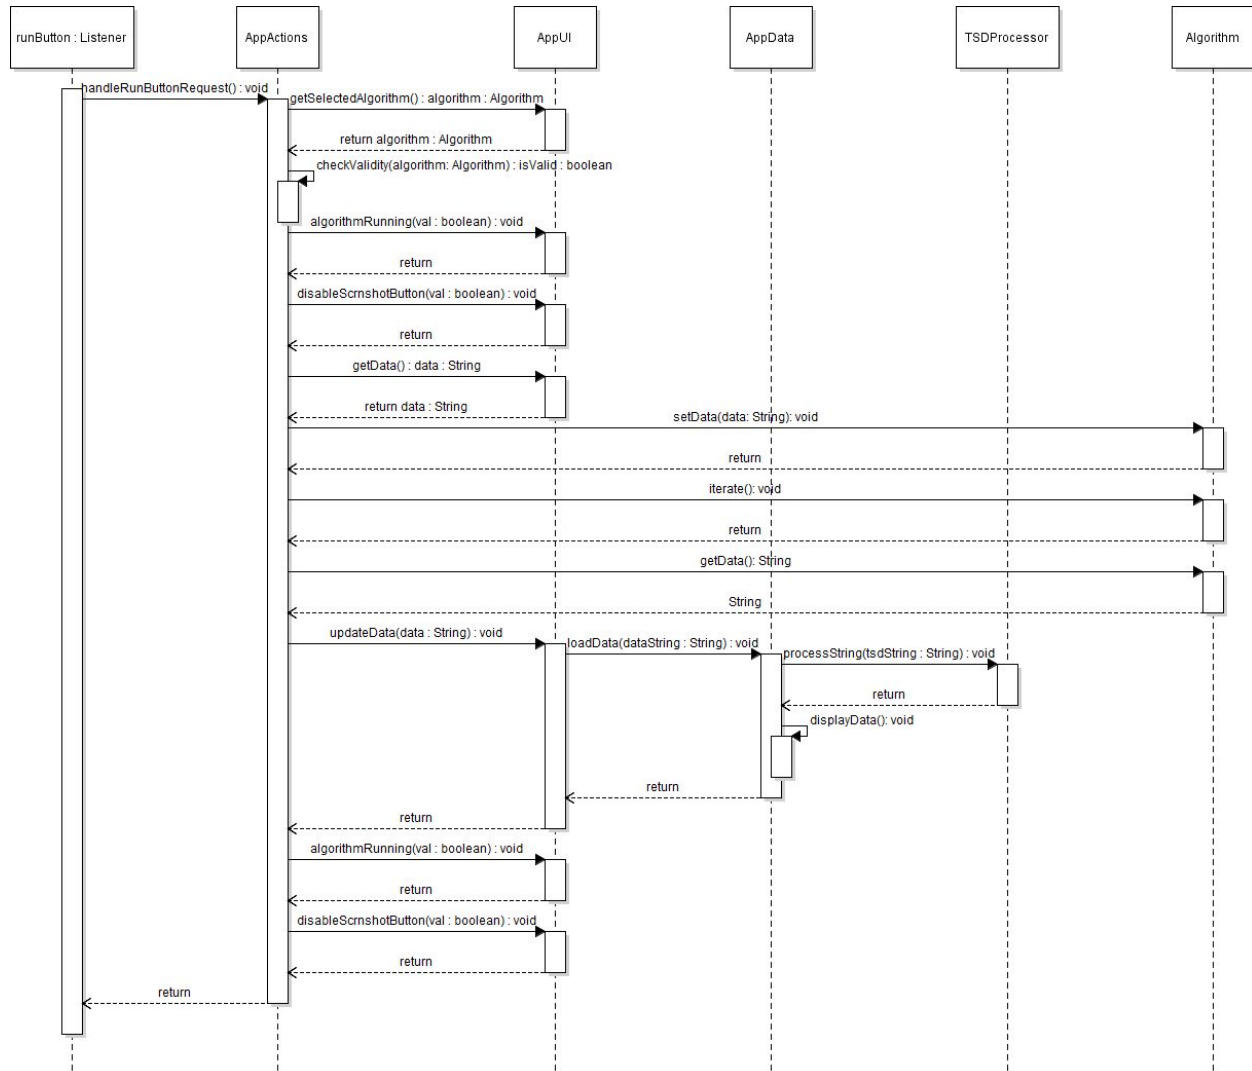 runButton : Listener
AppActions
AppUI
AppData
TSDProcessor
Algorithm
handleRunButtonRequest() : void
getSelectedAlgorithm() : algorithm : Algorithm
return algorithm : Algorithm
checkValidity(algorithm: Algorithm) : isValid : boolean
algorithmRunning(val : boolean) : void
return
disableScrnshotButton(val : boolean) : void
return
getData() : data : String
return data : String
setData(data: String): void
return
iterate(): void
return
getData(): String
String
updateData(data : String) : void
loadData(dataString : String) : void
processString(tsdString : String) : void
return
displayData(): void
return
return
algorithmRunning(val : boolean) : void
return
disableScrnshotButton(val : boolean) : void
return
return